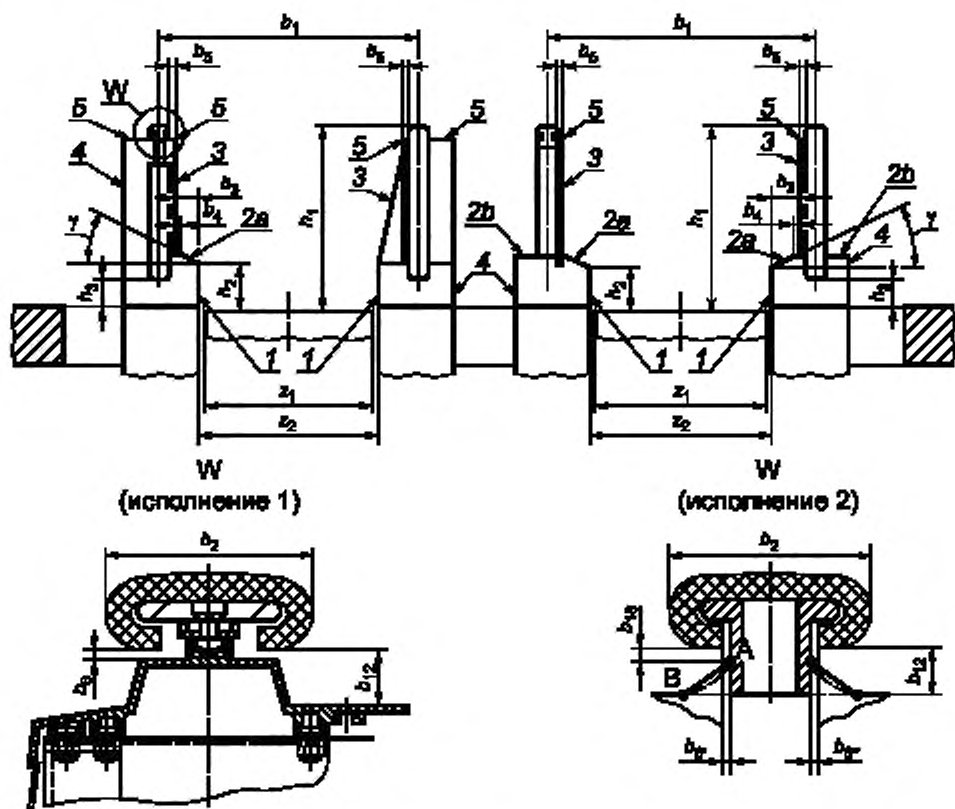 b₁ b₁
b₅ b₅ b₅ b₅
W
5 5 5 5 5
4 3 5 3 3
3 2b
2a 2b 2a 2a 4
γ b₄ h₁ 4 h₁ b₄ γ
h₃ h₂ h₂ h₃
1 1 1 1
z₁ z₁
z₂ z₂
W W
(исполнение 1) (исполнение 2)
b₂ b₂
b₉ b₁₂ A b₁₂
B